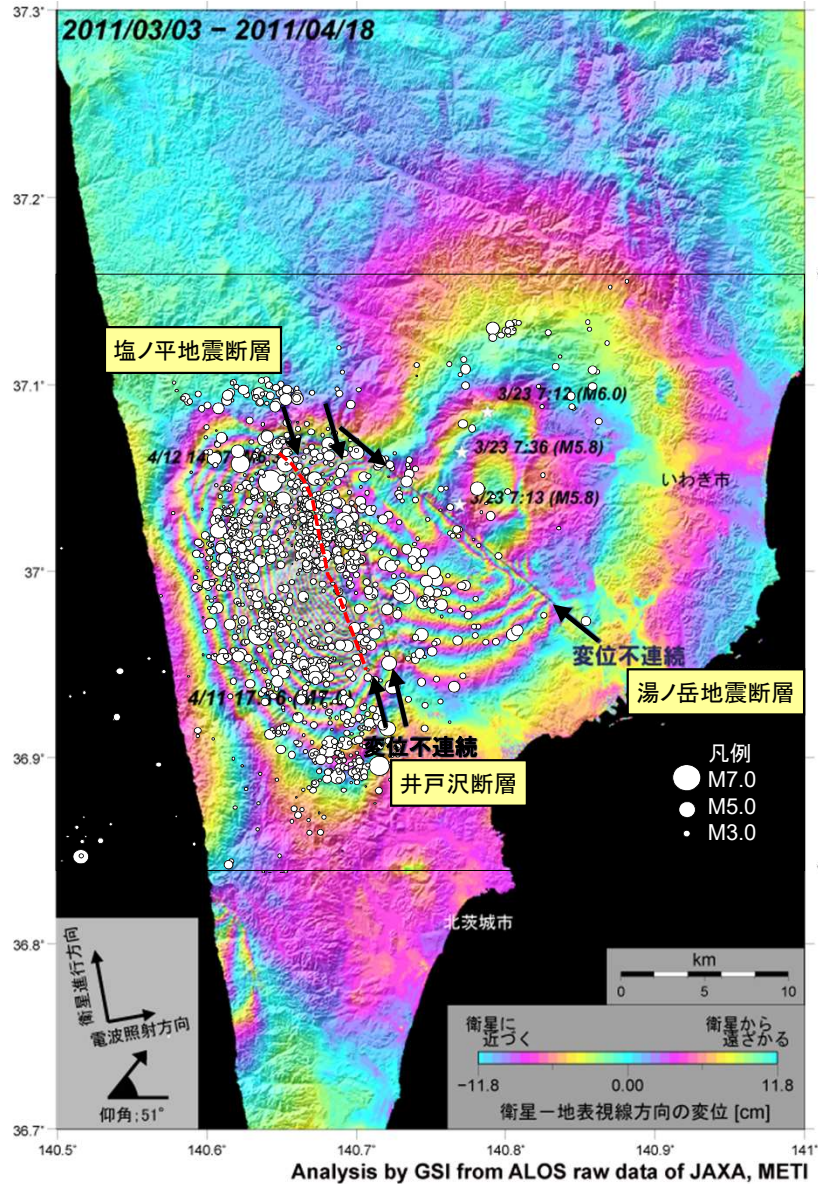 37.3°
2011/03/03 − 2011/04/18
37.2°
塩ノ平地震断層
37.1°
3/23 7:12 (M6.0)
3/23 7:36 (M5.8)
いわき市
3/23 7:13 (M5.8)
37°
変位不連続
湯ノ岳地震断層
変位不連続
井戸沢断層
36.9°
凡例
M7.0
M5.0
M3.0
36.8°
北茨城市
衛星進行方向
電波照射方向
仰角;51°
km
0 5 10
衛星に
近づく
衛星から
遠ざかる
−11.8 0.00 11.8
衛星－地表視線方向の変位 [cm]
36.7°
140.5° 140.6° 140.7° 140.8° 140.9° 141°
Analysis by GSI from ALOS raw data of JAXA, METI